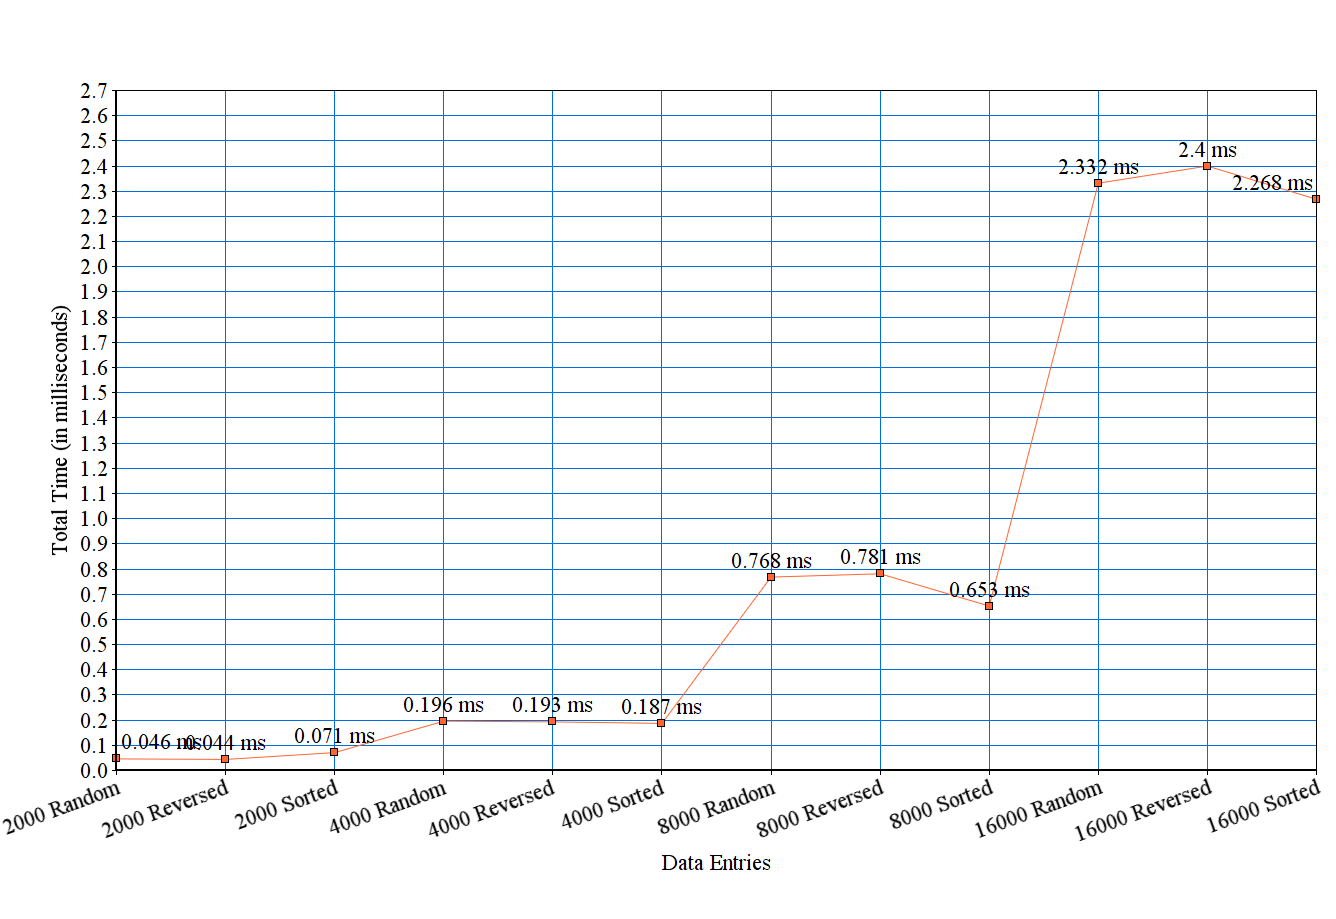 2.7
2.6
2.5
2.4
2.3
2.2
2.1
2.0
1.9
1.8
1.7
1.6
1.5
1.4
1.3
1.2
1.1
1.0
0.9
0.8
0.7
0.6
0.5
0.4
0.3
0.2
0.1
0.0
Total Time (in milliseconds)
0.046 ms
0.044 ms
0.071 ms
0.196 ms
0.193 ms
0.187 ms
0.768 ms
0.781 ms
0.653 ms
2.332 ms
2.4 ms
2.268 ms
2000 Random
2000 Reversed
2000 Sorted
4000 Random
4000 Reversed
4000 Sorted
8000 Random
8000 Reversed
8000 Sorted
16000 Random
16000 Reversed
16000 Sorted
Data Entries